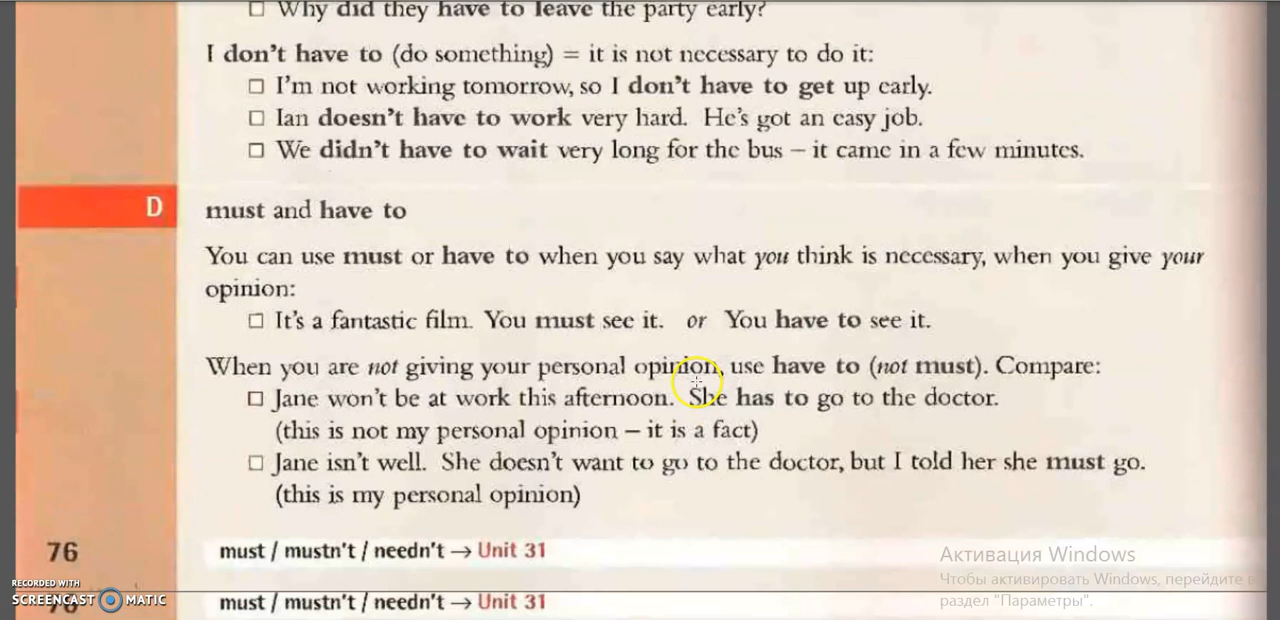 □ Why did they have to leave the party early?
I don't have to (do something) = it is not necessary to do it:
□ I'm not working tomorrow, so I don't have to get up early.
□ Ian doesn't have to work very hard. He's got an easy job.
□ We didn't have to wait very long for the bus – it came in a few minutes.
D
must and have to
You can use must or have to when you say what you think is necessary, when you give your
opinion:
□ It's a fantastic film. You must see it. or You have to see it.
When you are not giving your personal opinion, use have to (not must). Compare:
□ Jane won't be at work this afternoon. She has to go to the doctor.
(this is not my personal opinion – it is a fact)
□ Jane isn't well. She doesn't want to go to the doctor, but I told her she must go.
(this is my personal opinion)
76
must / mustn't / needn't → Unit 31
Активация Windows
Чтобы активировать Windows, перейдите в
раздел "Параметры".
RECORDED WITH
SCREENCAST MATIC
76
must / mustn't / needn't → Unit 31